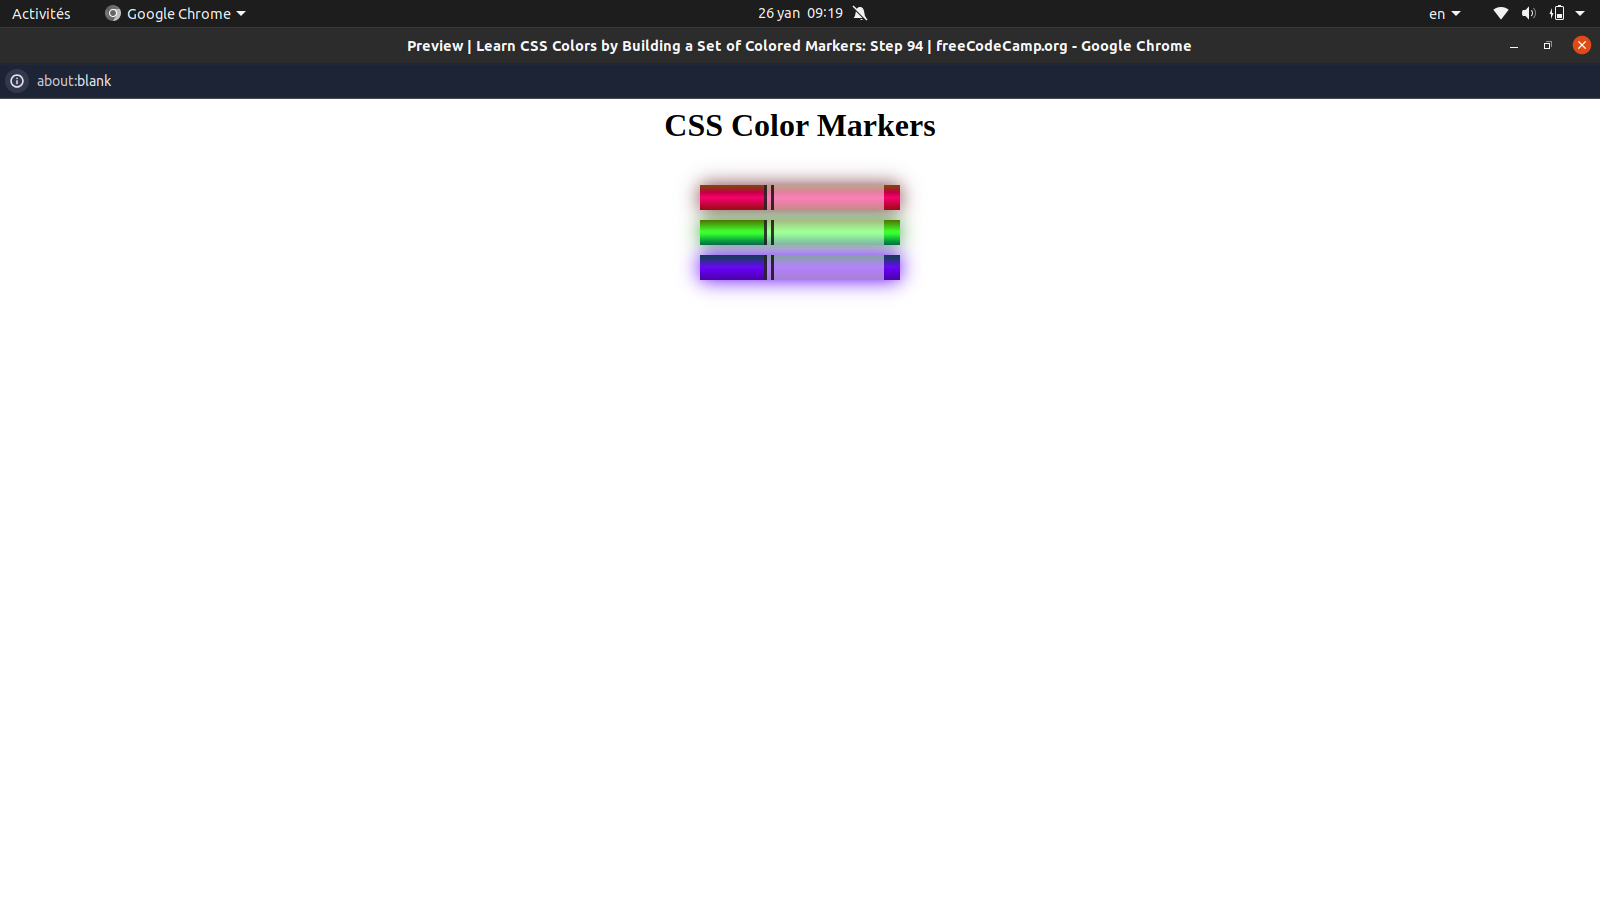 Activités Google Chrome 26 yan 09:19 en
Preview | Learn CSS Colors by Building a Set of Colored Markers: Step 94 | freeCodeCamp.org - Google Chrome
about:blank
CSS Color Markers